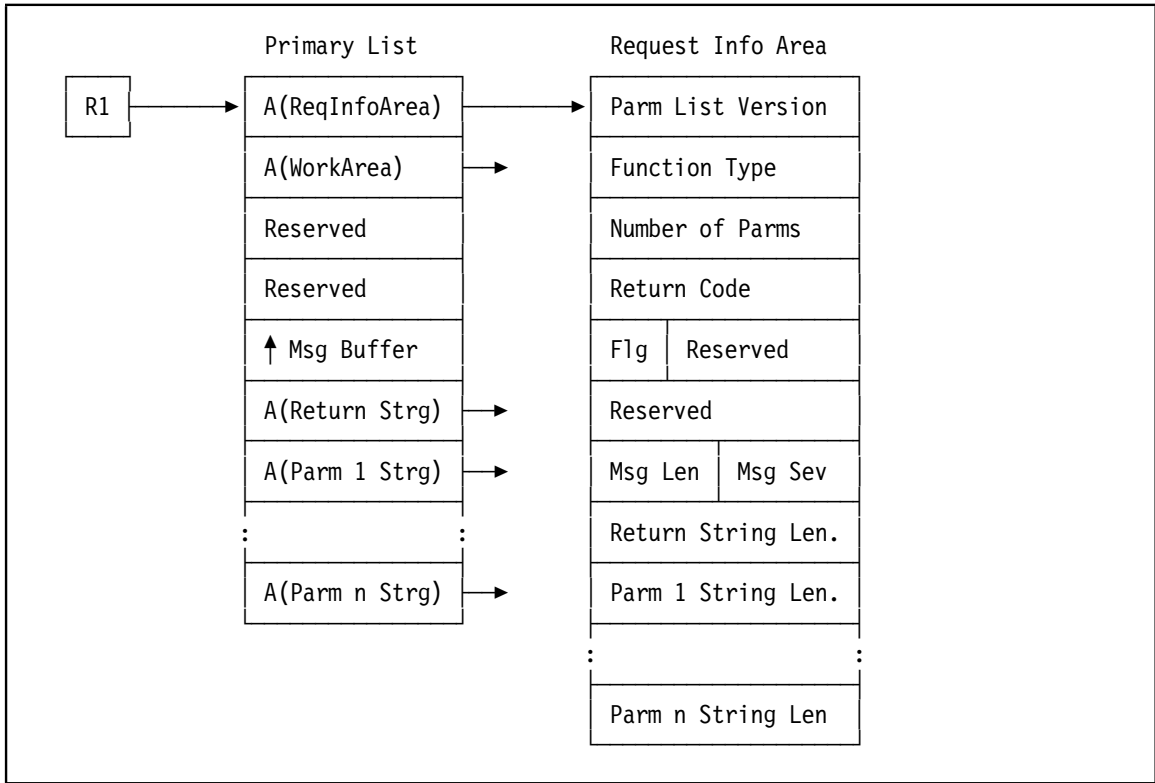 Primary List Request Info Area
R1 A(ReqInfoArea) Parm List Version
A(WorkArea) Function Type
Reserved Number of Parms
Reserved Return Code
↑ Msg Buffer Flg Reserved
A(Return Strg) Reserved
A(Parm 1 Strg) Msg Len Msg Sev
: : Return String Len.
A(Parm n Strg) Parm 1 String Len.
: :
Parm n String Len